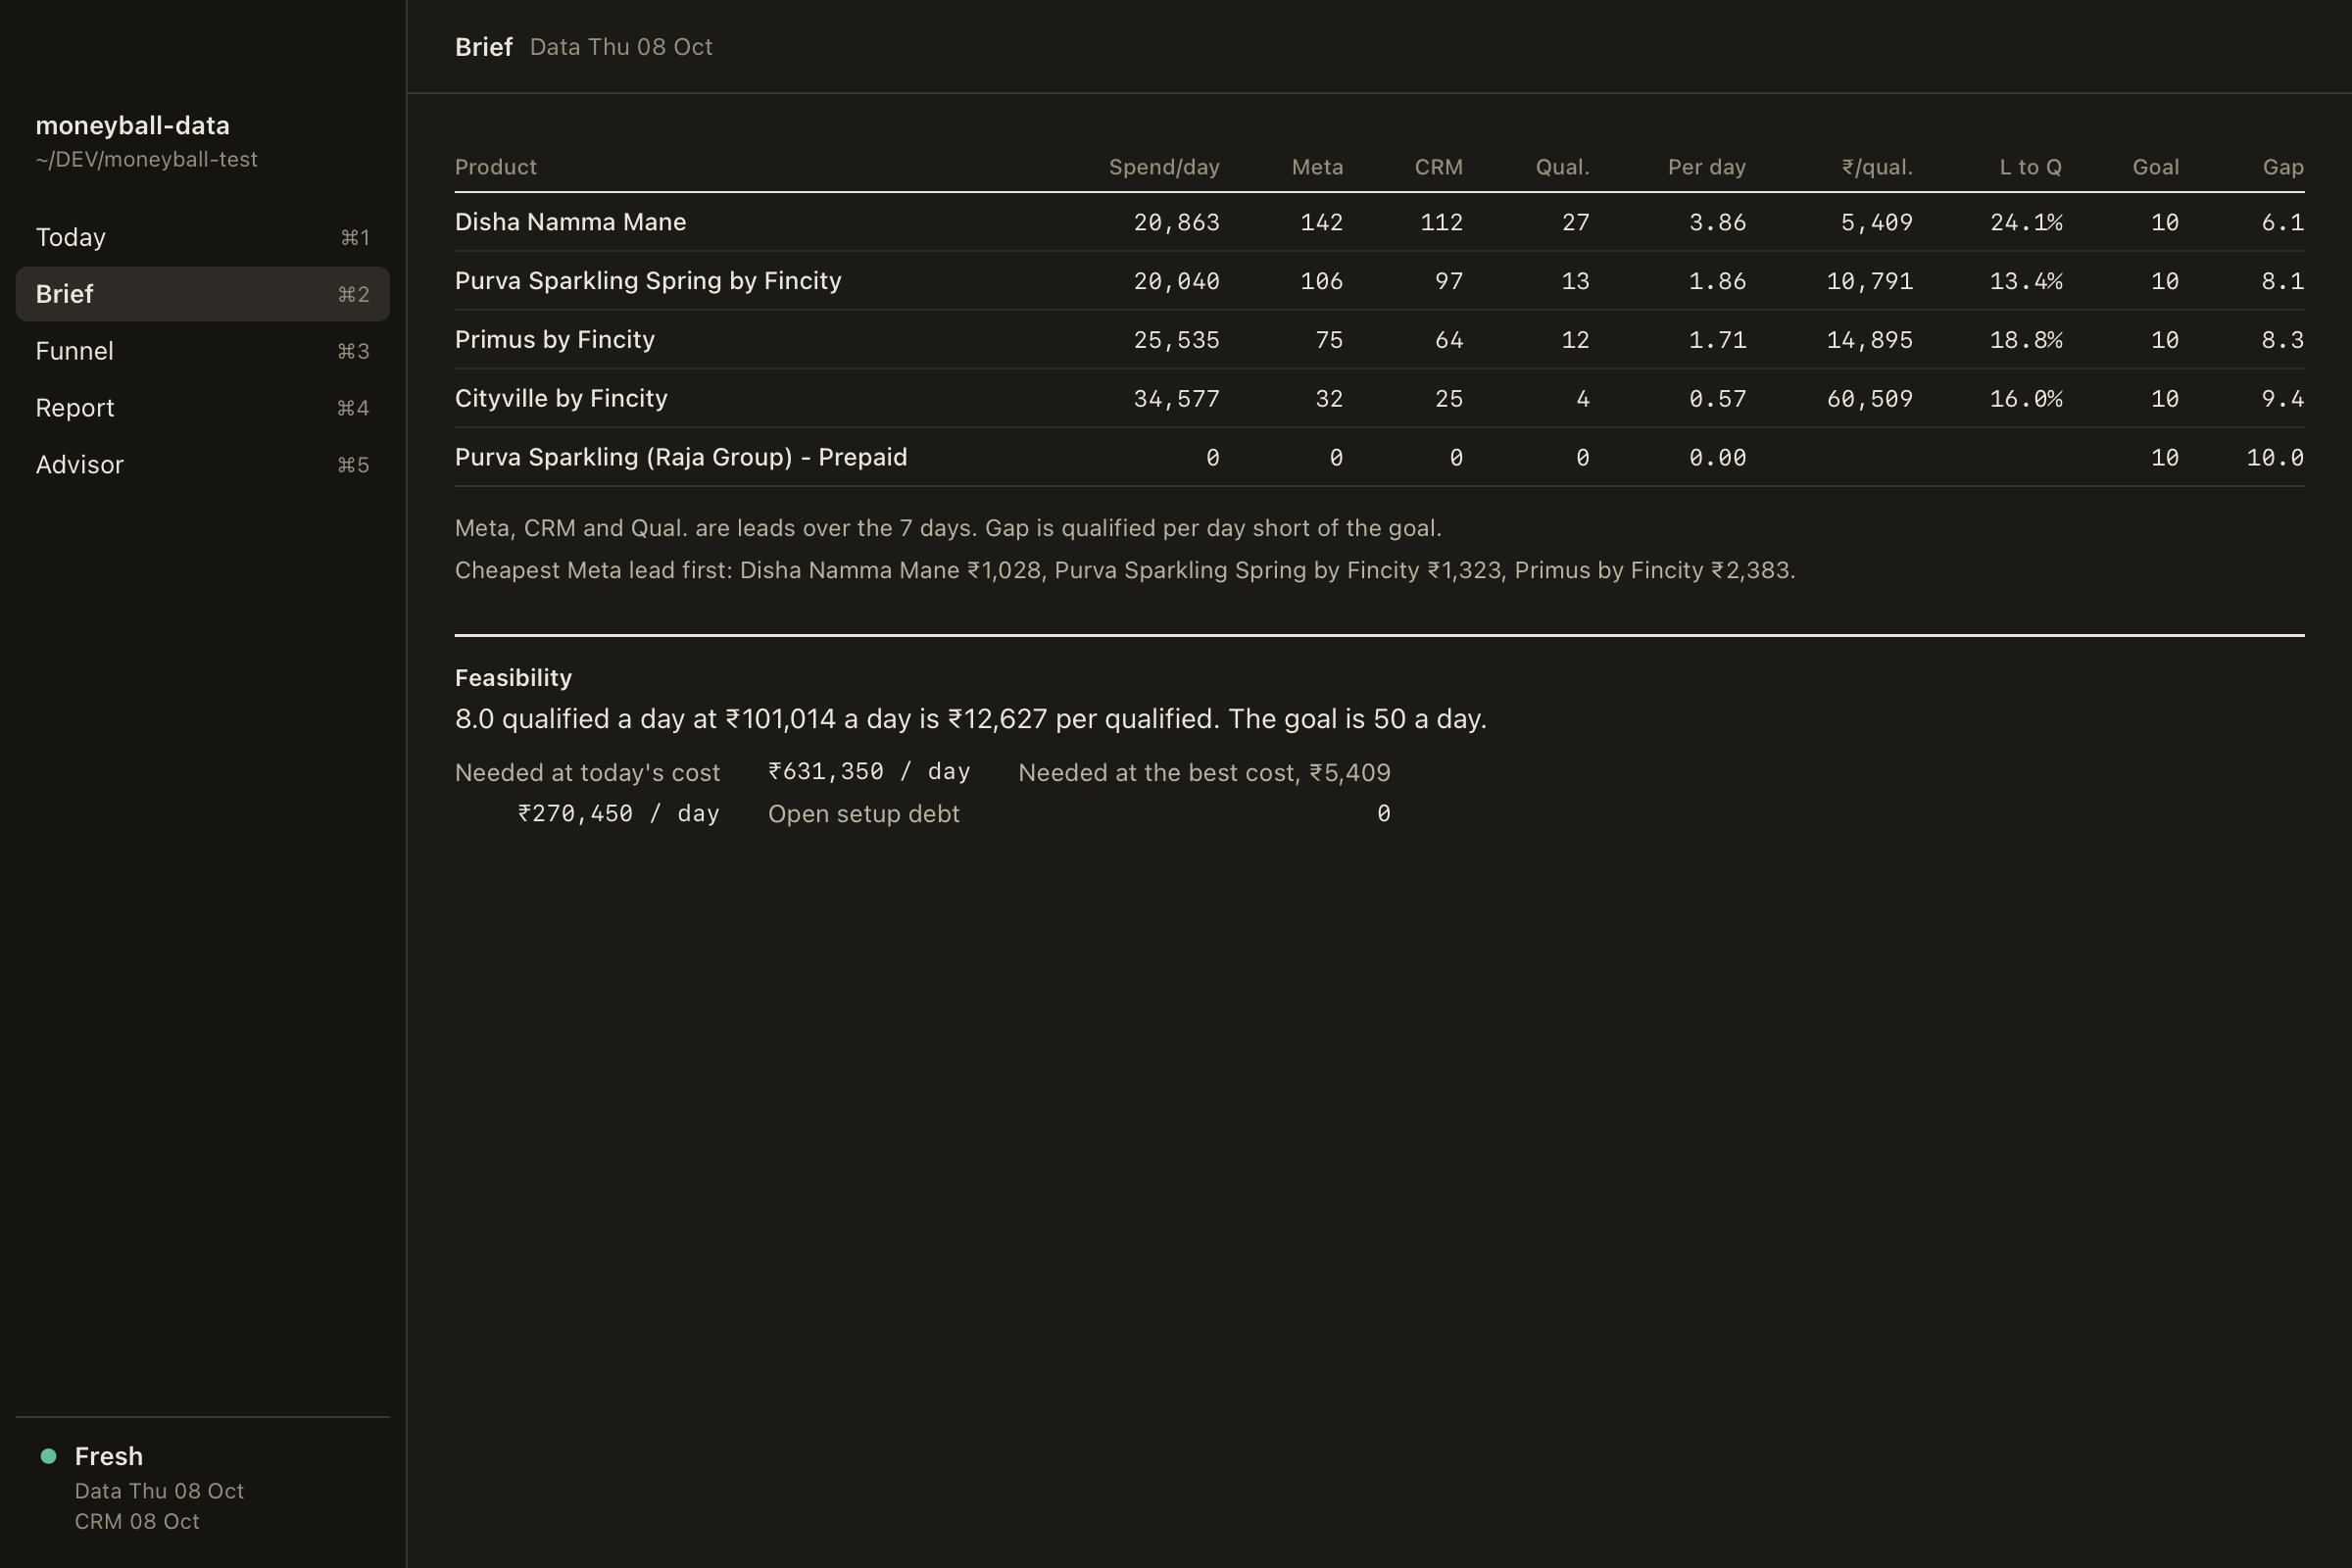 moneyball-data
~/DEV/moneyball-test
Today ⌘1
Brief ⌘2
Funnel ⌘3
Report ⌘4
Advisor ⌘5
Fresh
Data Thu 08 Oct
CRM 08 Oct
Brief Data Thu 08 Oct
Product Spend/day Meta CRM Qual. Per day ₹/qual. L to Q Goal Gap
Disha Namma Mane 20,863 142 112 27 3.86 5,409 24.1% 10 6.1
Purva Sparkling Spring by Fincity 20,040 106 97 13 1.86 10,791 13.4% 10 8.1
Primus by Fincity 25,535 75 64 12 1.71 14,895 18.8% 10 8.3
Cityville by Fincity 34,577 32 25 4 0.57 60,509 16.0% 10 9.4
Purva Sparkling (Raja Group) - Prepaid 0 0 0 0 0.00 10 10.0
Meta, CRM and Qual. are leads over the 7 days. Gap is qualified per day short of the goal.
Cheapest Meta lead first: Disha Namma Mane ₹1,028, Purva Sparkling Spring by Fincity ₹1,323, Primus by Fincity ₹2,383.
Feasibility
8.0 qualified a day at ₹101,014 a day is ₹12,627 per qualified. The goal is 50 a day.
Needed at today's cost ₹631,350 / day Needed at the best cost, ₹5,409
₹270,450 / day Open setup debt 0